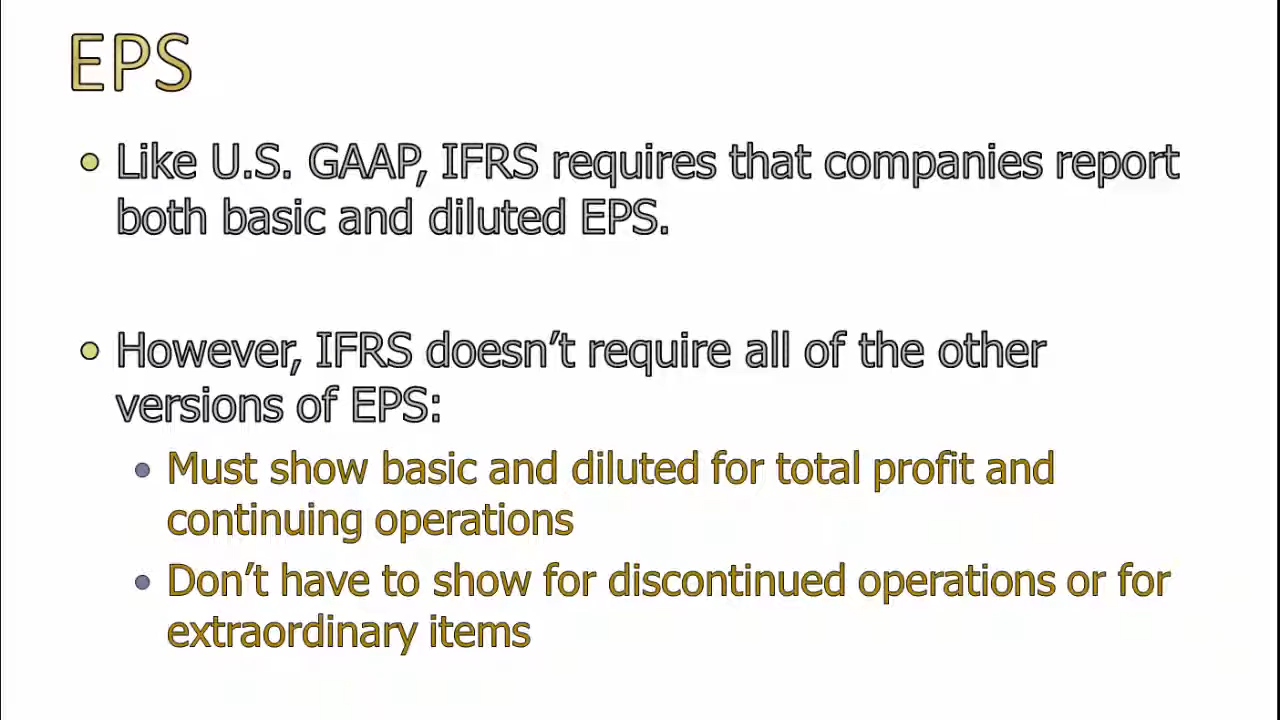 EPS
Like U.S. GAAP, IFRS requires that companies report
both basic and diluted EPS.
However, IFRS doesn’t require all of the other
versions of EPS:
Must show basic and diluted for total profit and
continuing operations
Don’t have to show for discontinued operations or for
extraordinary items